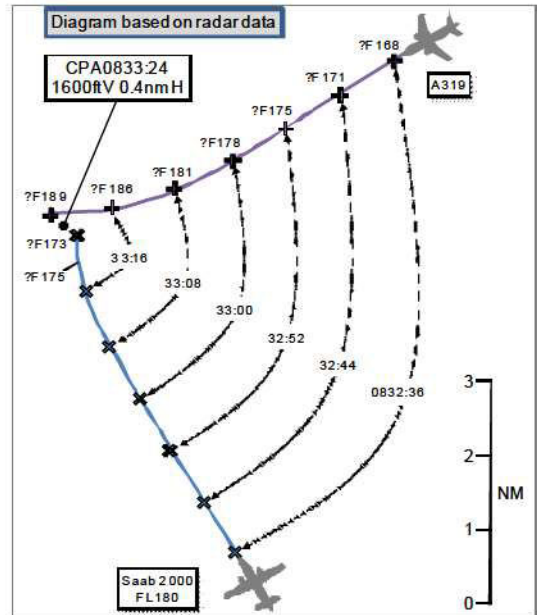 Diagram based on radar data
CPA0833:24
1600ftV 0.4nmH
?F168
A319
?F171
?F175
?F178
?F181
?F186
?F189
?F173
?F175
33:16
33:08
33:00
32:52
32:44
0832:36
3
2
NM
1
0
Saab 2000
FL180